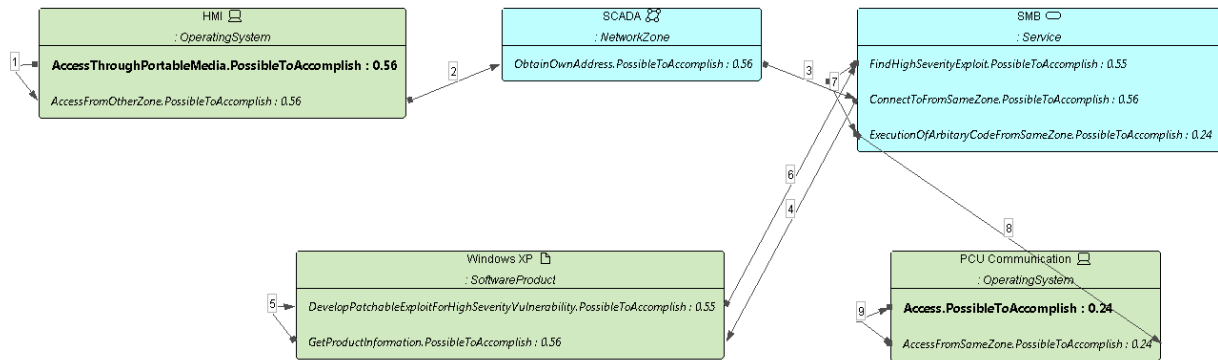 HMI
: OperatingSystem
AccessThroughPortableMedia.PossibleToAccomplish : 0.56
AccessFromOtherZone.PossibleToAccomplish : 0.56
1
2
SCADA
: NetworkZone
ObtainOwnAddress.PossibleToAccomplish : 0.56
3
7
SMB
: Service
FindHighSeverityExploit.PossibleToAccomplish : 0.55
ConnectToFromSameZone.PossibleToAccomplish : 0.56
ExecutionOfArbitaryCodeFromSameZone.PossibleToAccomplish : 0.24
6
4
8
Windows XP
: SoftwareProduct
DevelopPatchableExploitForHighSeverityVulnerability.PossibleToAccomplish : 0.55
GetProductInformation.PossibleToAccomplish : 0.56
5
PCU Communication
: OperatingSystem
Access.PossibleToAccomplish : 0.24
AccessFromSameZone.PossibleToAccomplish : 0.24
9